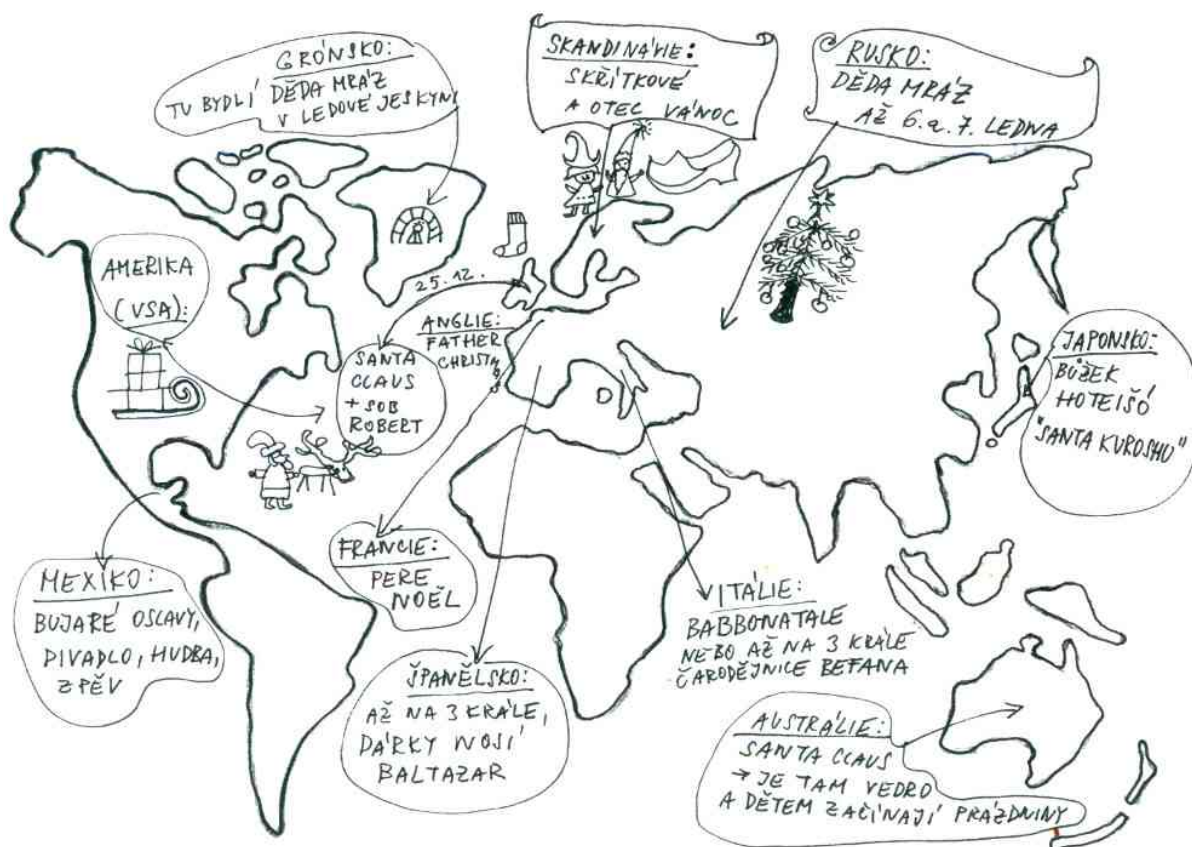 GRÓNSKO:
TU BYDLÍ DĚDA MRÁZ
V LEDOVÉ JESKYNI
SKANDINÁVIE:
SKŘÍTKOVÉ
A OTEC VÁNOC
RUSKO:
DĚDA MRÁZ
AŽ 6. a 7. LEDNA
AMERIKA
(USA):
25.12.
ANGLIE:
FATHER
CHRISTM
SANTA
CLAUS
+ SOB
ROBERT
JAPONSKO:
BŮŽEK
HOTEIŠÓ
"SANTA KUROSHU"
MEXIKO:
BUJARÉ OSLAVY,
DIVADLO, HUDBA,
ZPĚV
FRANCIE:
PERE
NOËL
ŠPANĚLSKO:
AŽ NA 3 KRÁLE,
DÁRKY NOSÍ
BALTAZAR
ITÁLIE:
BABBONATALE
NEBO AŽ NA 3 KRÁLE
ČARODĚJNICE BEFANA
AUSTRÁLIE:
SANTA CLAUS
→ JE TAM VEDRO
A DĚTEM ZAČÍNAJÍ PRÁZDNINY